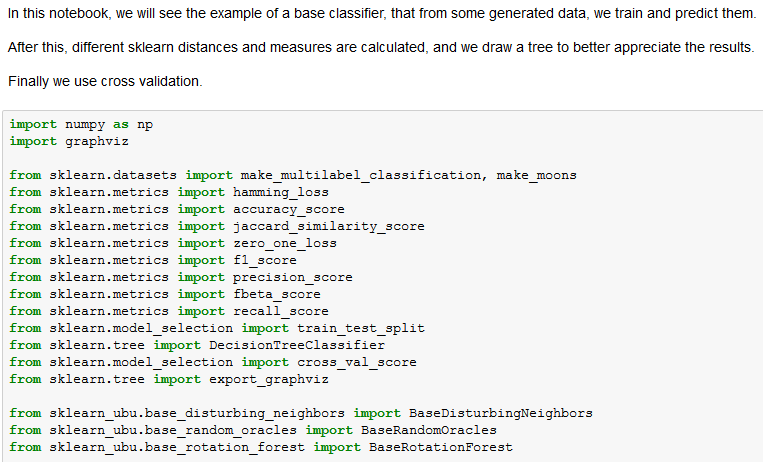 In this notebook, we will see the example of a base classifier, that from some generated data, we train and predict them.
After this, different sklearn distances and measures are calculated, and we draw a tree to better appreciate the results.
Finally we use cross validation.
import numpy as np
import graphviz
from sklearn.datasets import make_multilabel_classification, make_moons
from sklearn.metrics import hamming_loss
from sklearn.metrics import accuracy_score
from sklearn.metrics import jaccard_similarity_score
from sklearn.metrics import zero_one_loss
from sklearn.metrics import f1_score
from sklearn.metrics import precision_score
from sklearn.metrics import fbeta_score
from sklearn.metrics import recall_score
from sklearn.model_selection import train_test_split
from sklearn.tree import DecisionTreeClassifier
from sklearn.model_selection import cross_val_score
from sklearn.tree import export_graphviz
from sklearn_ubu.base_disturbing_neighbors import BaseDisturbingNeighbors
from sklearn_ubu.base_random_oracles import BaseRandomOracles
from sklearn_ubu.base_rotation_forest import BaseRotationForest